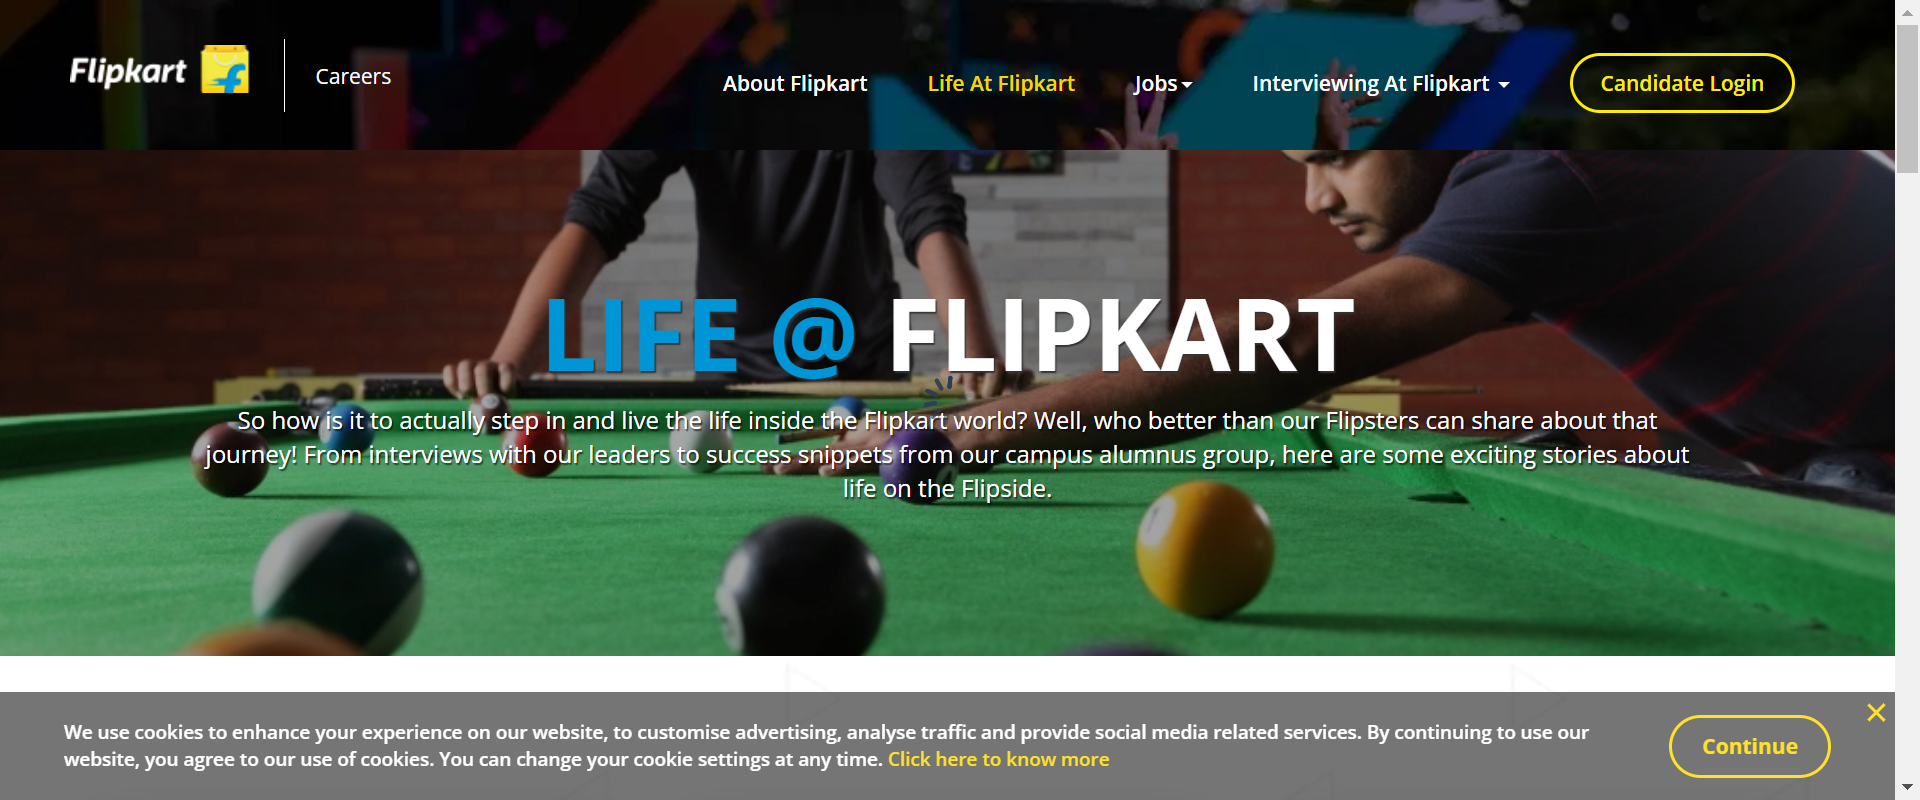 Flipkart
Careers
About Flipkart
Life At Flipkart
Jobs
Interviewing At Flipkart
Candidate Login
LIFE @ FLIPKART
So how is it to actually step in and live the life inside the Flipkart world? Well, who better than our Flipsters can share about that
journey! From interviews with our leaders to success snippets from our campus alumnus group, here are some exciting stories about
life on the Flipside.
We use cookies to enhance your experience on our website, to customise advertising, analyse traffic and provide social media related services. By continuing to use our
website, you agree to our use of cookies. You can change your cookie settings at any time. Click here to know more
Continue